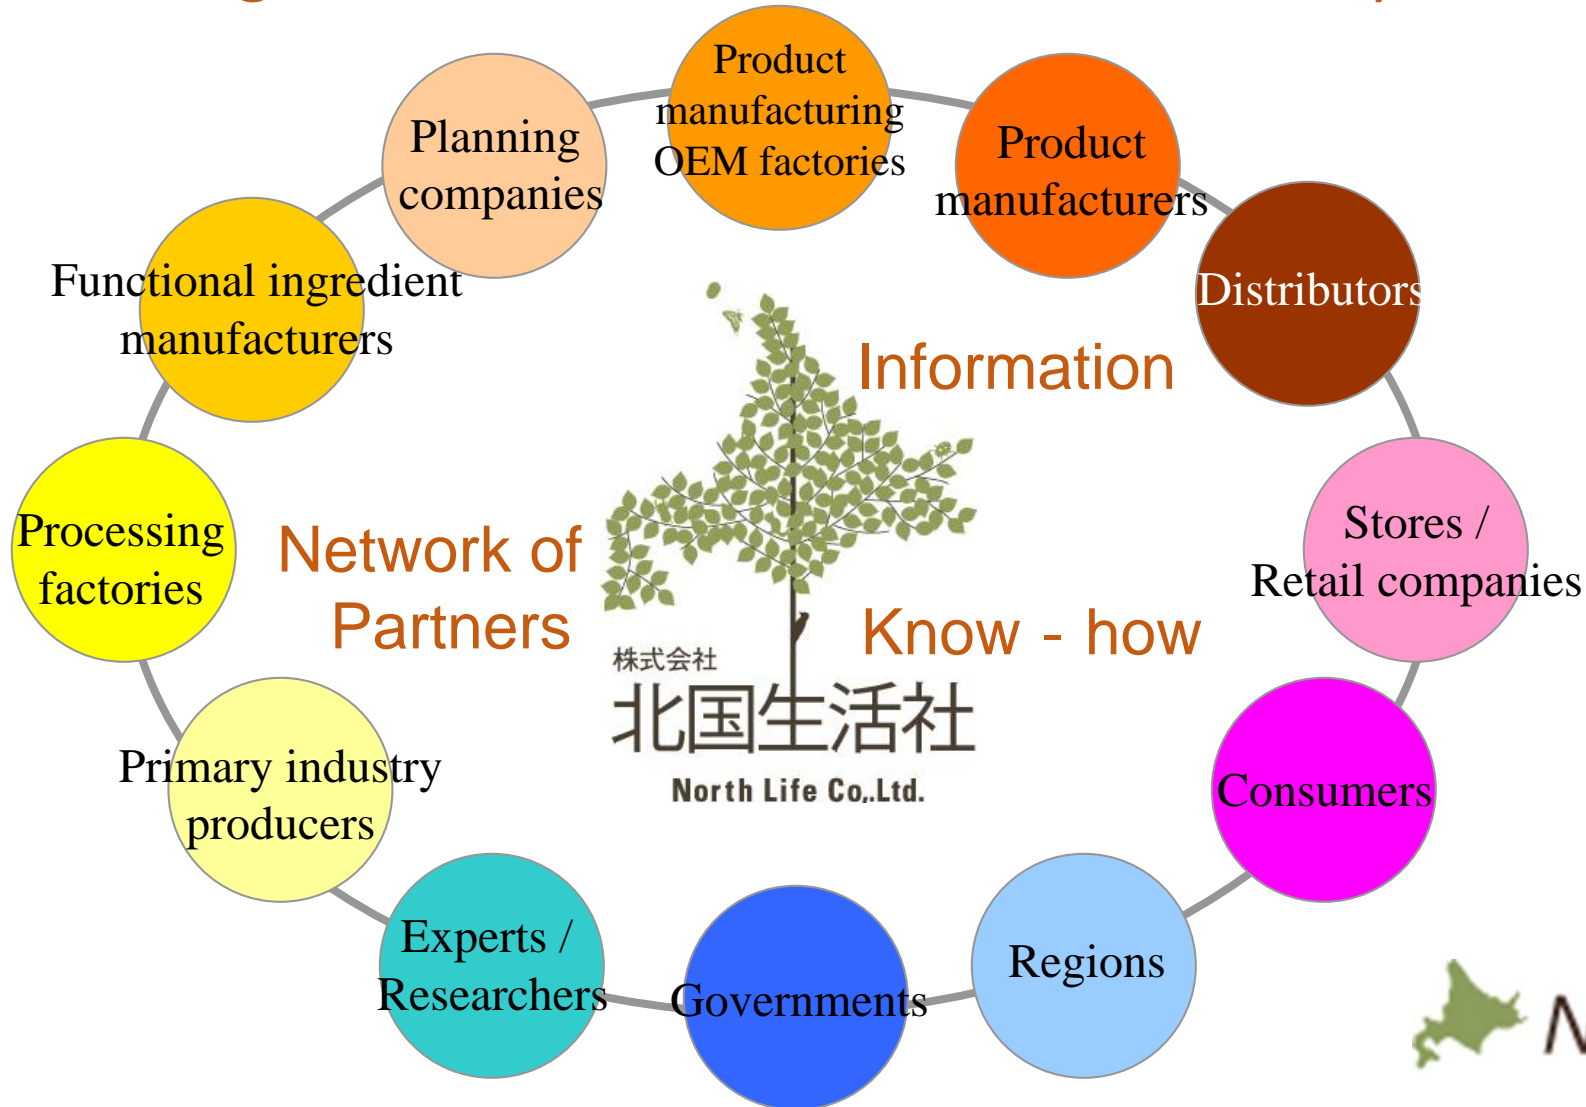 Product
manufacturing
OEM factories
Planning
companies
Product
manufacturers
Functional ingredient
manufacturers
Distributors
Information
Processing
factories
Network of
Partners
Stores /
Retail companies
Know - how
株式会社
北国生活社
North Life Co,.Ltd.
Primary industry
producers
Consumers
Experts /
Researchers
Governments
Regions
N